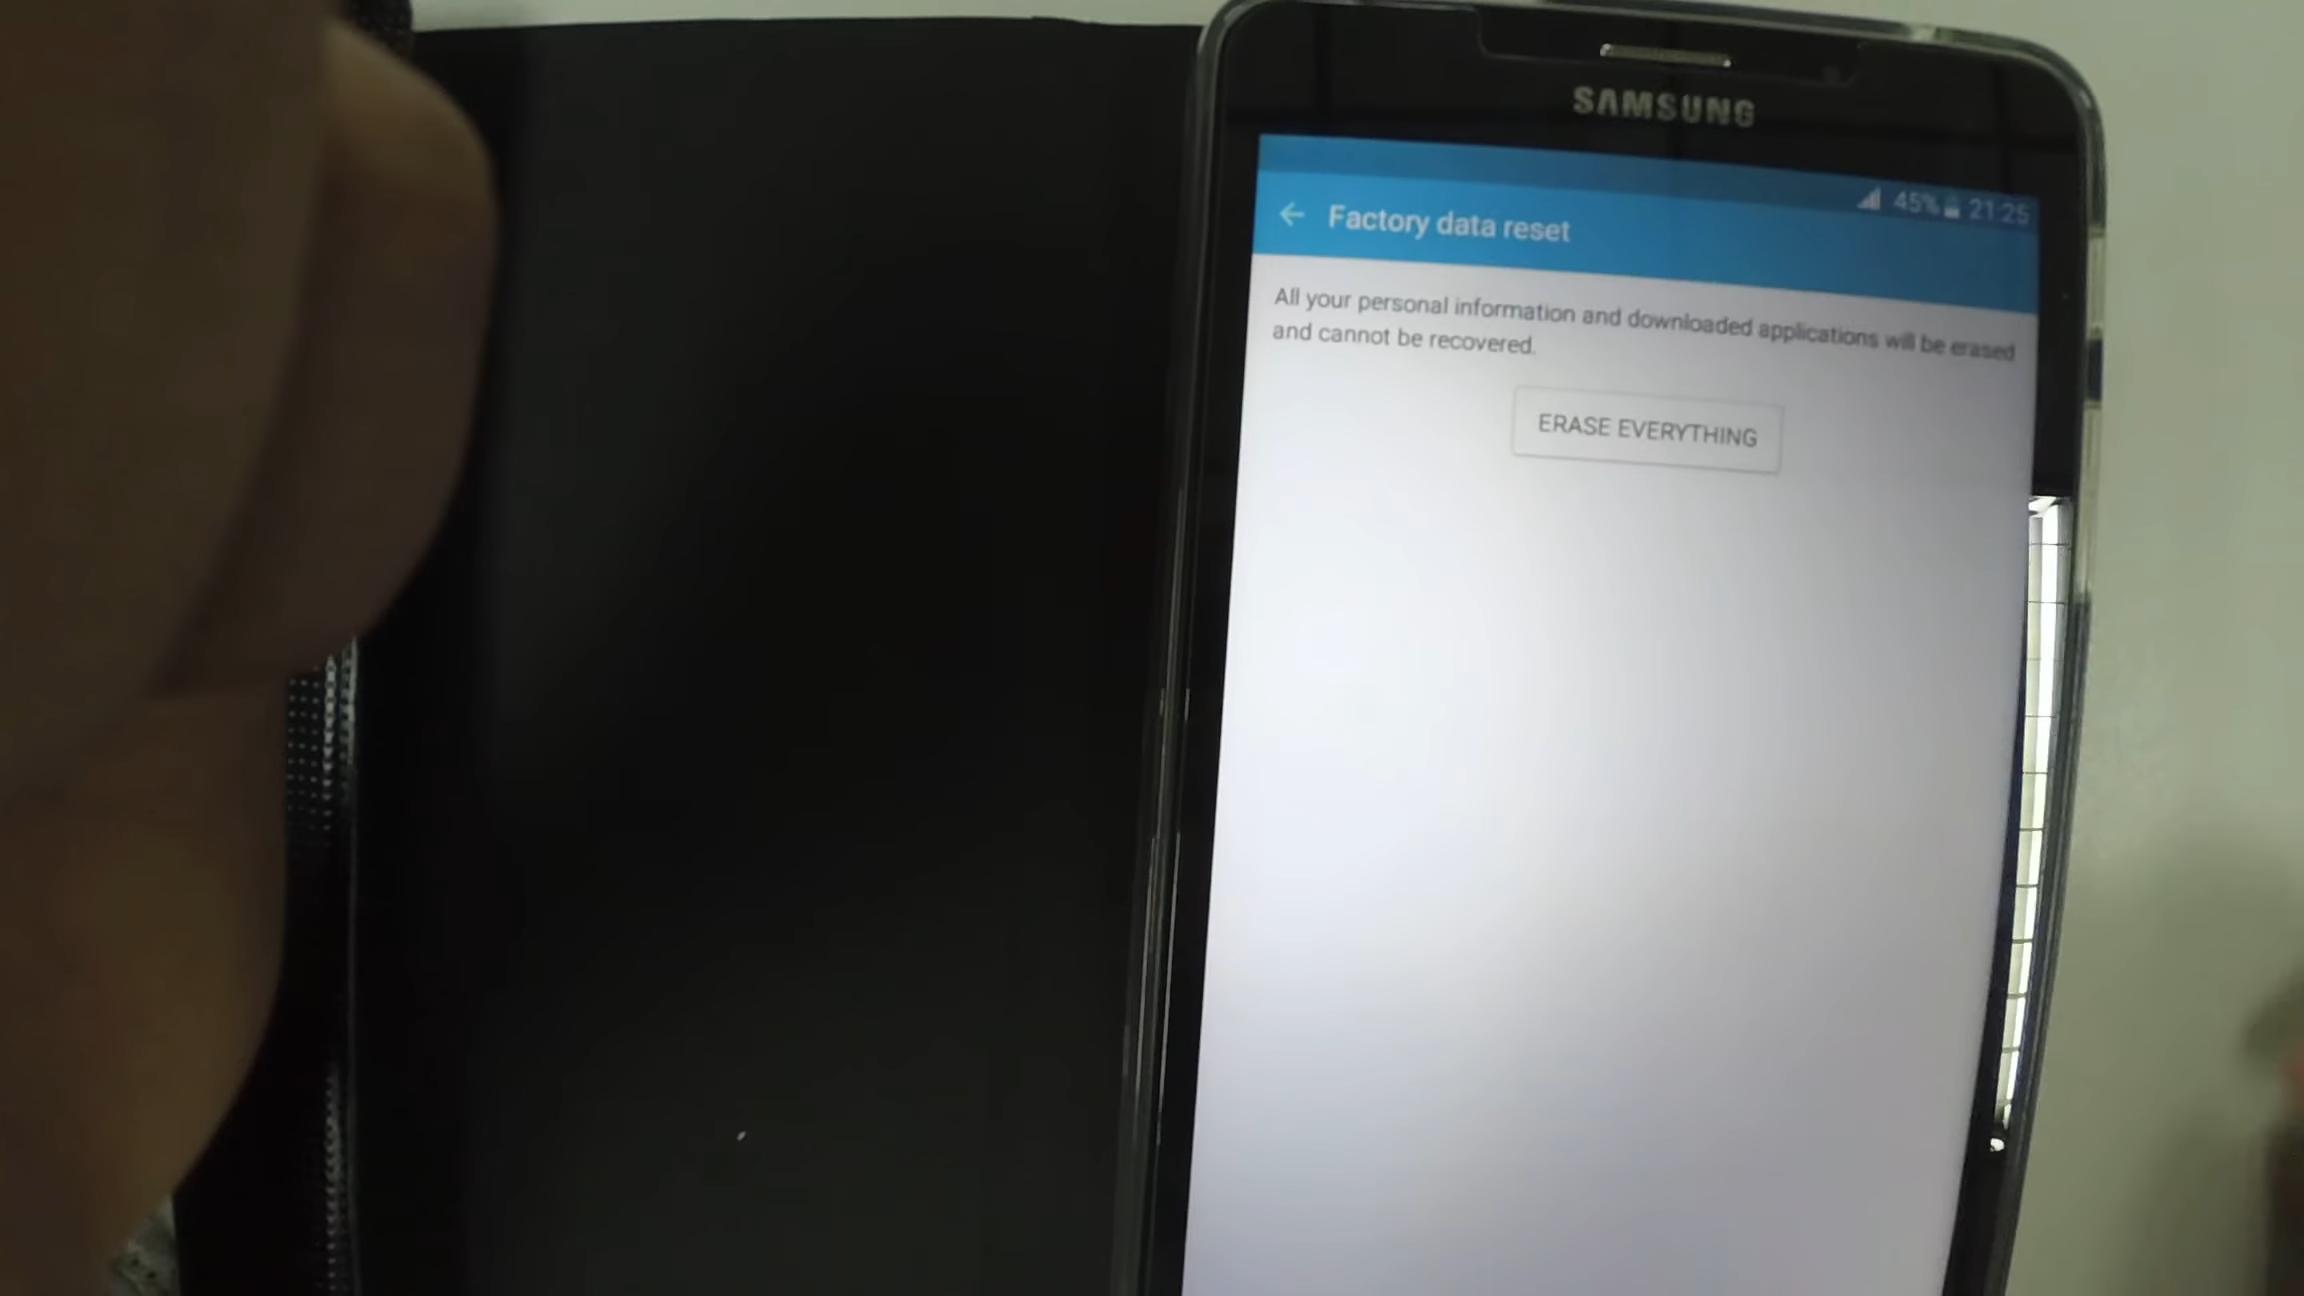 SAMSUNG
45% 21:25
Factory data reset
All your personal information and downloaded applications will be erased
and cannot be recovered.
ERASE EVERYTHING